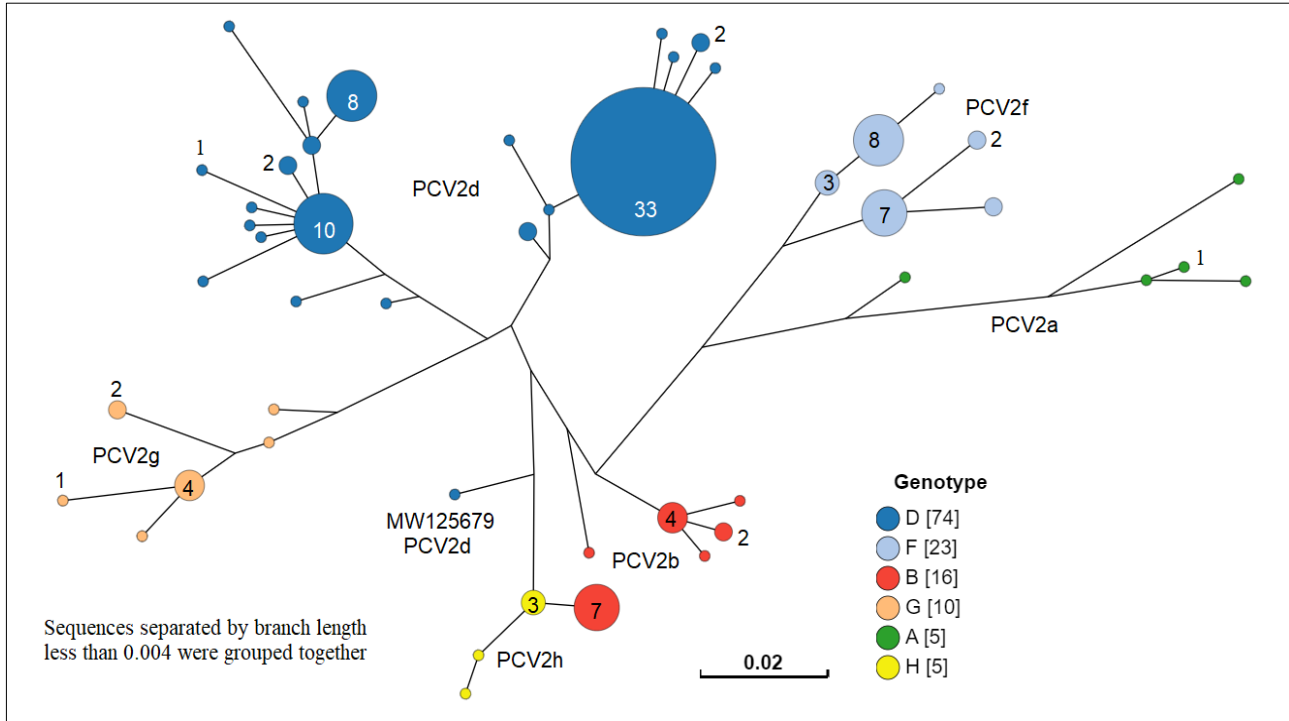 2
8
PCV2f
8
2
1
2
PCV2d
3
7
33
10
1
PCV2a
2
PCV2g
1
4
MW125679
PCV2d
4
2
PCV2b
3
7
PCV2h
Sequences separated by branch length
less than 0.004 were grouped together
0.02
Genotype
D [74]
F [23]
B [16]
G [10]
A [5]
H [5]